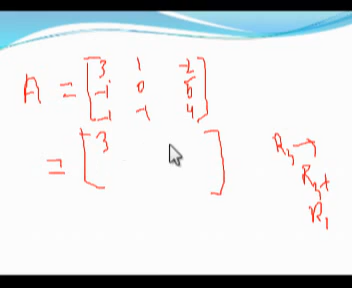 A = [3 1 -2
-1 0 5
-1 -1 4]
= [3 ]
R₃ →
R₃ +
R₁